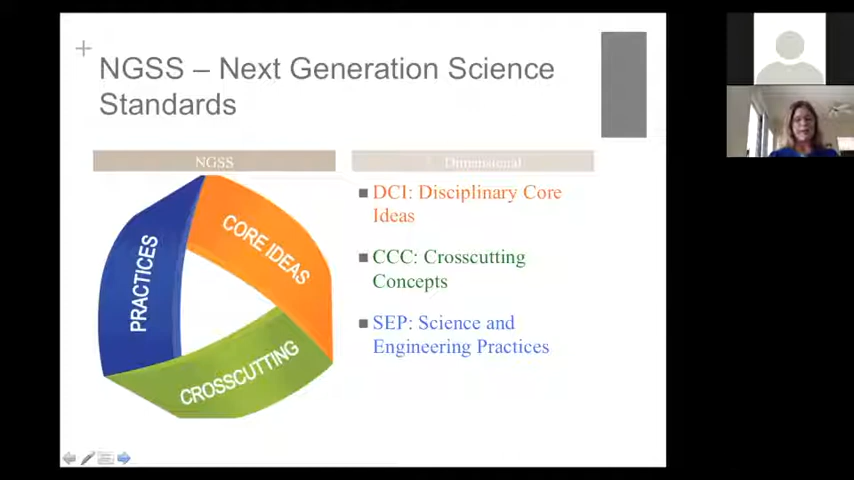 NGSS – Next Generation Science
Standards
NGSS
Dimensional
PRACTICES
CORE IDEAS
CROSSCUTTING
DCI: Disciplinary Core
Ideas
CCC: Crosscutting
Concepts
SEP: Science and
Engineering Practices